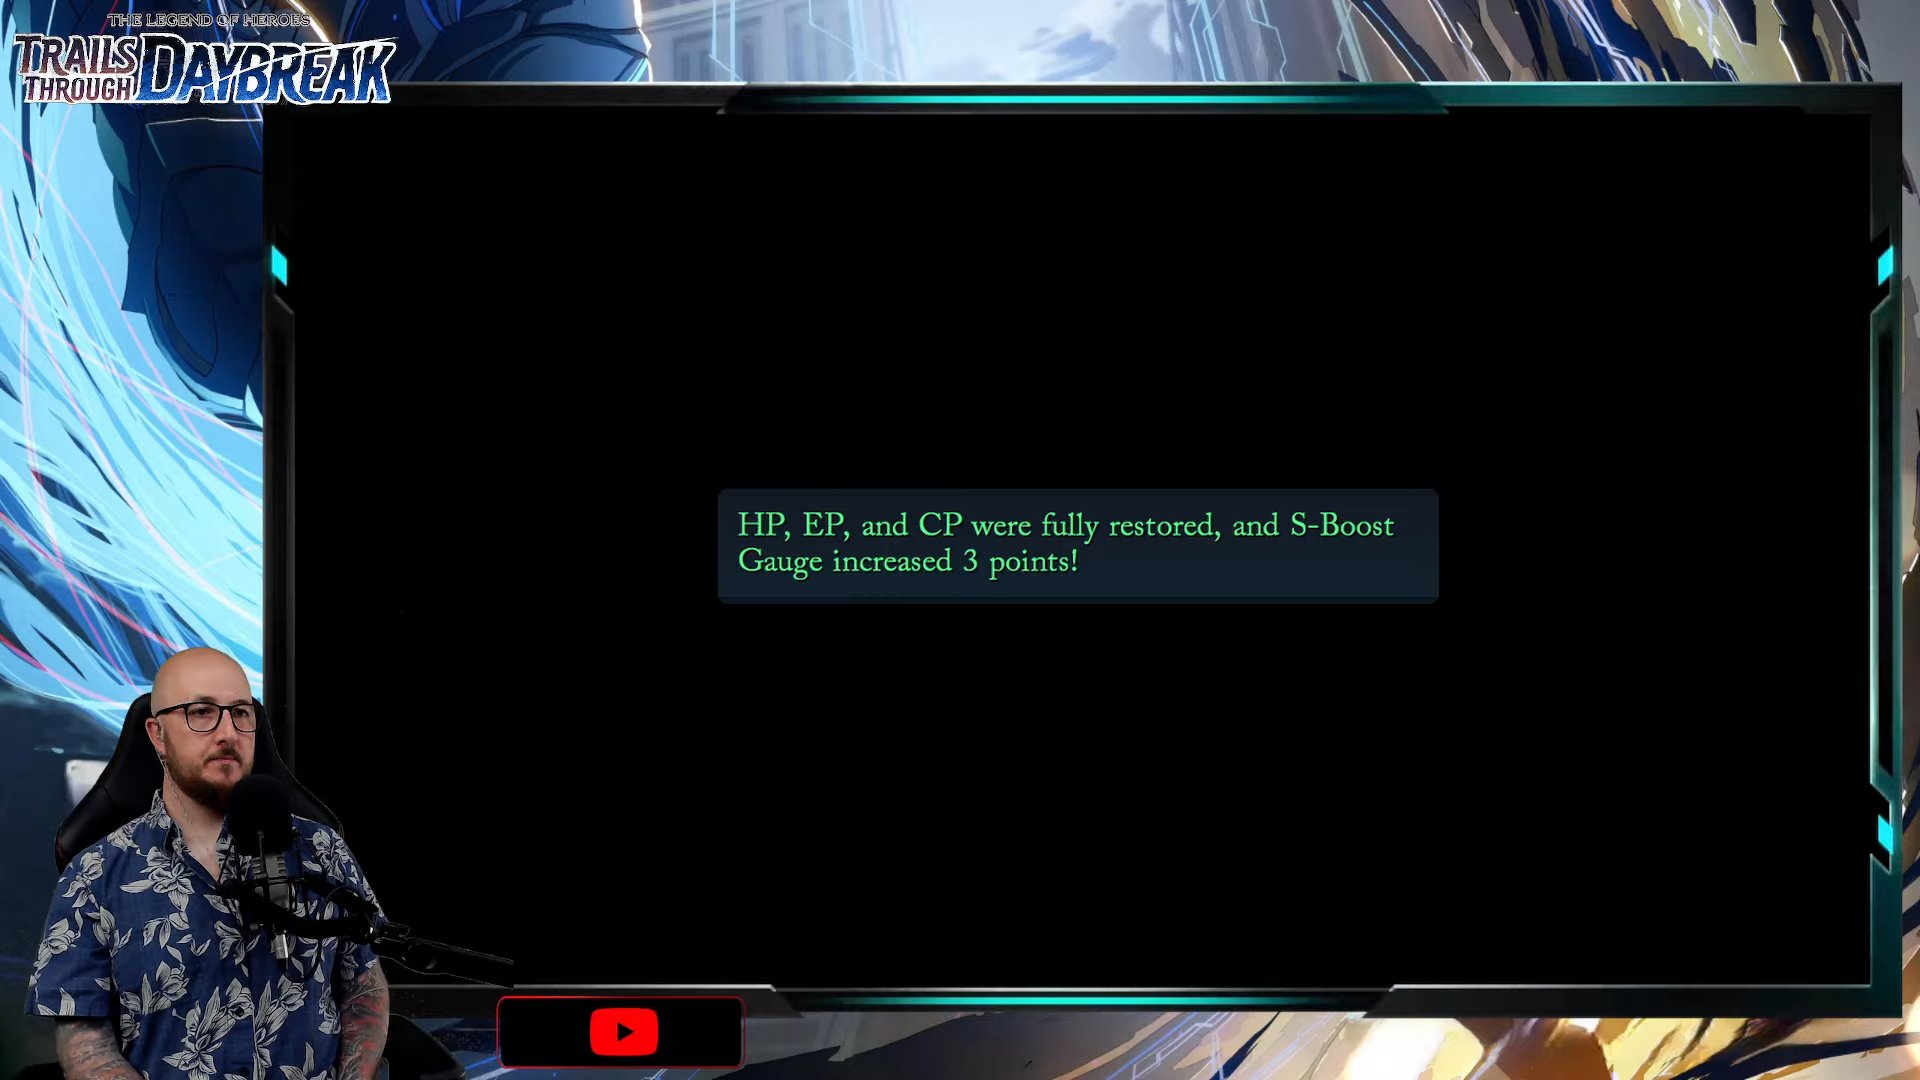 THE LEGEND OF HEROES
TRAILS
THROUGH
DAYBREAK
HP, EP, and CP were fully restored, and S-Boost
Gauge increased 3 points!